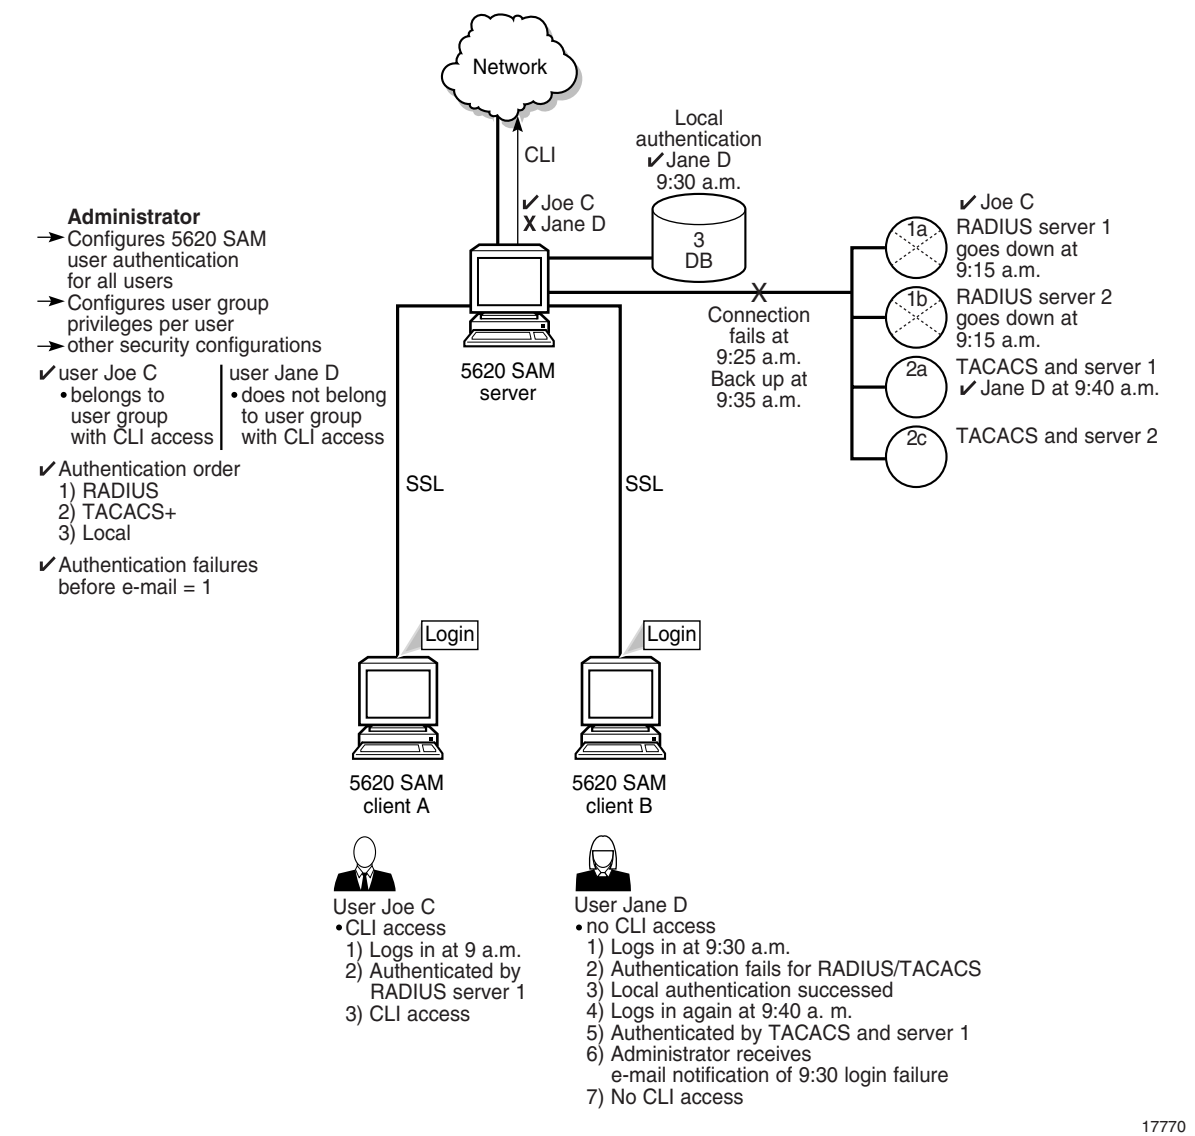 Network
CLI
✔ Joe C
X Jane D
Local
authentication
✔ Jane D
9:30 a.m.
3
DB
Administrator
Configures 5620 SAM
user authentication
for all users
Configures user group
privileges per user
other security configurations
✔ user Joe C
• belongs to
user group
with CLI access
user Jane D
• does not belong
to user group
with CLI access
✔ Authentication order
1) RADIUS
2) TACACS+
3) Local
✔ Authentication failures
before e-mail = 1
5620 SAM
server
X
Connection
fails at
9:25 a.m.
Back up at
9:35 a.m.
✔ Joe C
1a
RADIUS server 1
goes down at
9:15 a.m.
1b
RADIUS server 2
goes down at
9:15 a.m.
2a
TACACS and server 1
✔ Jane D at 9:40 a.m.
2c
TACACS and server 2
SSL
SSL
Login
Login
5620 SAM
client A
5620 SAM
client B
User Joe C
• CLI access
1) Logs in at 9 a.m.
2) Authenticated by
RADIUS server 1
3) CLI access
User Jane D
• no CLI access
1) Logs in at 9:30 a.m.
2) Authentication fails for RADIUS/TACACS
3) Local authentication successed
4) Logs in again at 9:40 a. m.
5) Authenticated by TACACS and server 1
6) Administrator receives
e-mail notification of 9:30 login failure
7) No CLI access
17770